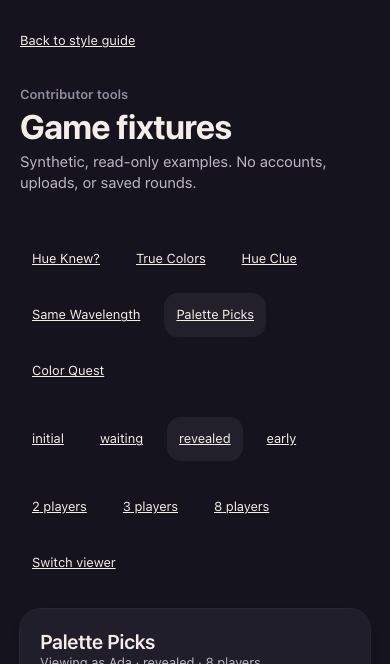 Back to style guide
Contributor tools
Game fixtures
Synthetic, read-only examples. No accounts,
uploads, or saved rounds.
Hue Knew? True Colors Hue Clue
Same Wavelength Palette Picks
Color Quest
initial waiting revealed early
2 players 3 players 8 players
Switch viewer
Palette Picks
Viewing as Ada · revealed · 8 players